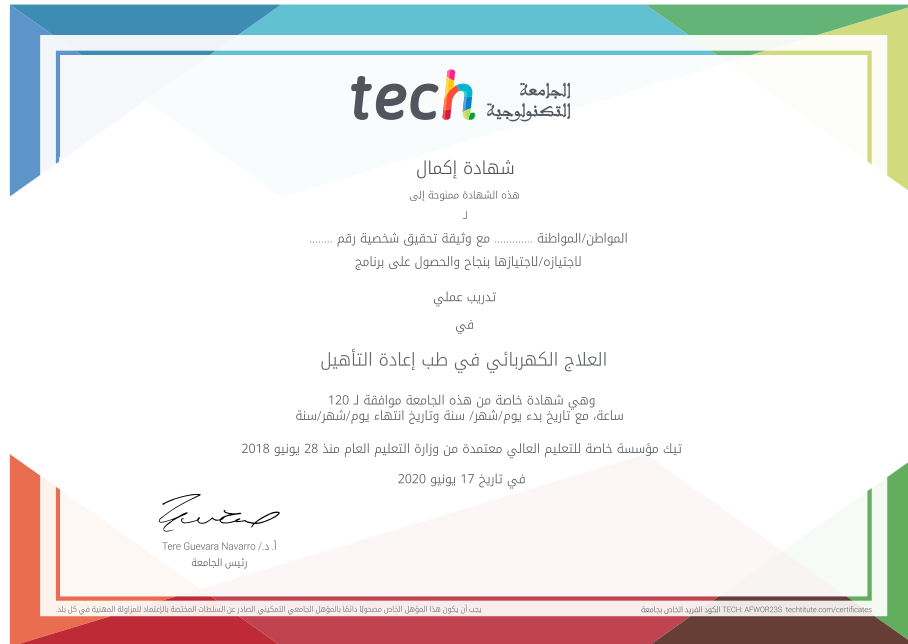 tech
الجامعة
التكنولوجية
شهادة إكمال
هذه الشهادة ممنوحة إلى
لـ
المواطن/المواطنة ............. مع وثيقة تحقيق شخصية رقم ........
لاجتيازه/لاجتيازها بنجاح والحصول على برنامج
تدريب عملي
في
العلاج الكهربائي في طب إعادة التأهيل
وهي شهادة خاصة من هذه الجامعة موافقة لـ 120
ساعة، مع تاريخ بدء يوم/شهر/ سنة وتاريخ انتهاء يوم/شهر/سنة
تيك مؤسسة خاصة للتعليم العالي معتمدة من وزارة التعليم العام منذ 28 يونيو 2018
في تاريخ 17 يونيو 2020
أ. د./ Tere Guevara Navarro
رئيس الجامعة
يجب أن يكون هذا المؤهل الخاص مصحوبًا دائمًا بالمؤهل الجامعي التمكيني الصادر عن السلطات المختصة بالإعتماد للمزاولة المهنية في كل بلد.
الكود الفريد الخاص بجامعة TECH: AFWOR23S techtitute.com/certificates